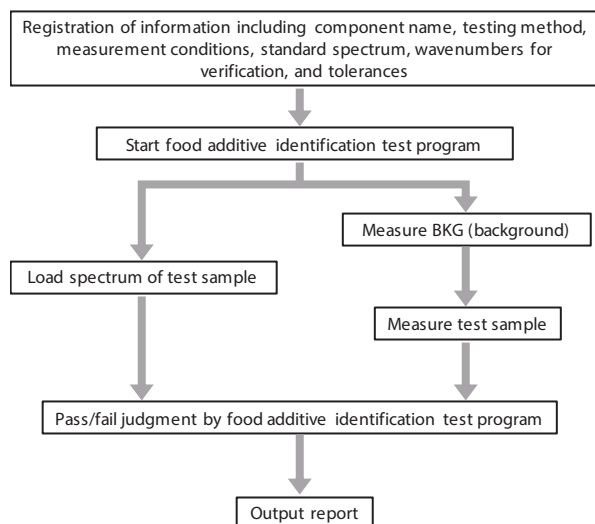 Registration of information including component name, testing method,
measurement conditions, standard spectrum, wavenumbers for
verification, and tolerances
Start food additive identification test program
Measure BKG (background)
Load spectrum of test sample
Measure test sample
Pass/fail judgment by food additive identification test program
Output report